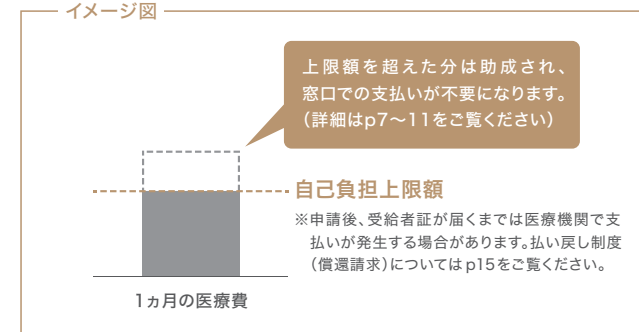 イメージ図
上限額を超えた分は助成され、
窓口での支払いが不要になります。
（詳細はp7〜11をご覧ください）
自己負担上限額
※申請後、受給者証が届くまでは医療機関で支
払いが発生する場合があります。払い戻し制度
（償還請求）についてはp15をご覧ください。
1ヵ月の医療費